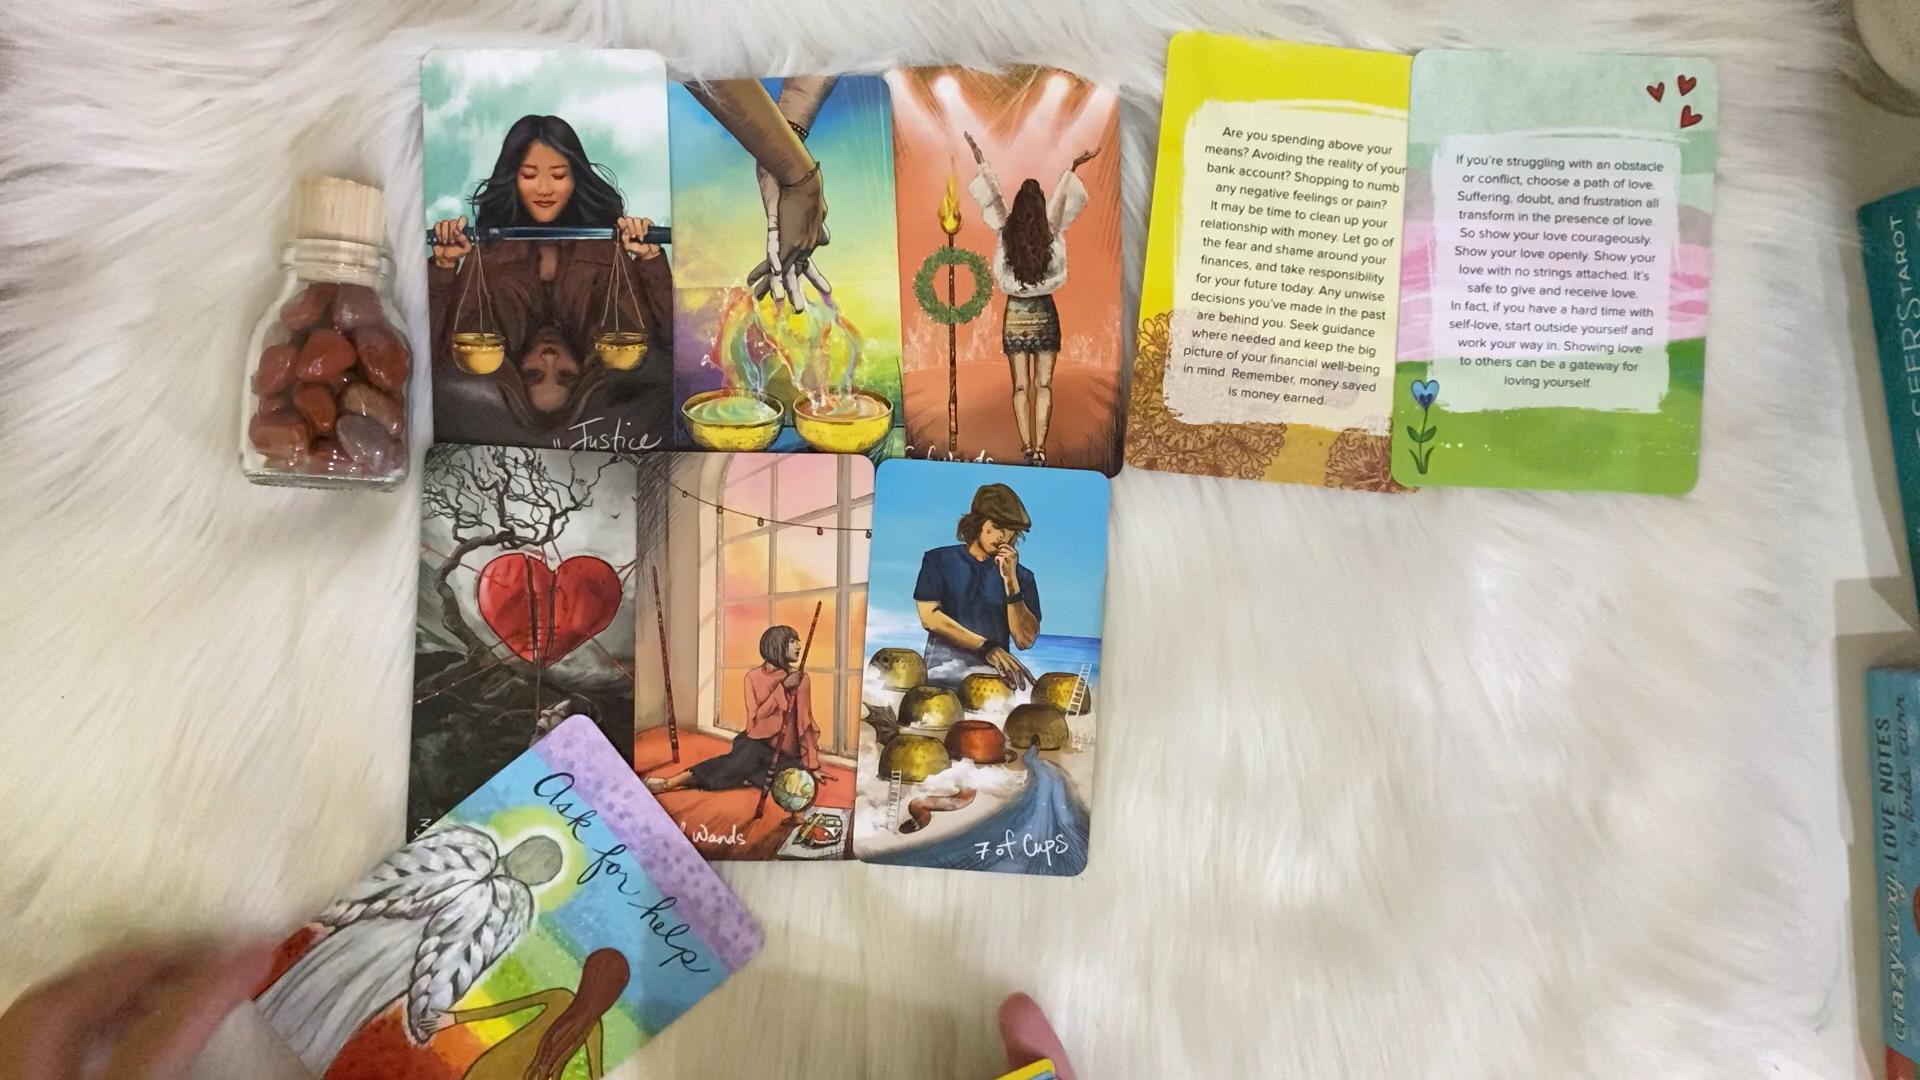 Justice
Are you spending above your
means? Avoiding the reality of your
bank account? Shopping to numb
any negative feelings or pain?
It may be time to clean up your
relationship with money. Let go of
the fear and shame around your
finances, and take responsibility
for your future today. Any unwise
decisions you've made in the past
are behind you. Seek guidance
where needed and keep the big
picture of your financial well-being
in mind. Remember, money saved
is money earned.
If you're struggling with an obstacle
or conflict, choose a path of love.
Suffering, doubt, and frustration all
transform in the presence of love.
So show your love courageously.
Show your love openly. Show your
love with no strings attached. It's
safe to give and receive love.
In fact, if you have a hard time with
self-love, start outside yourself and
work your way in. Showing love
to others can be a gateway for
loving yourself.
Wands
7 of Cups
Ask for help
SEER'S TAROT
crazy sexy LOVE NOTES
by kris carr